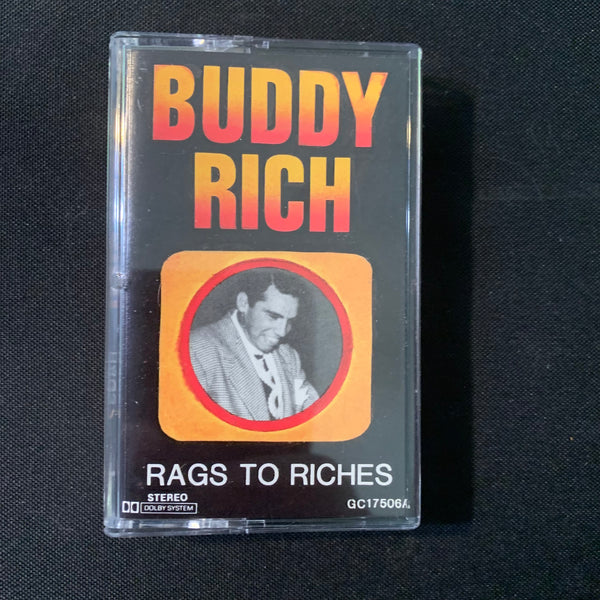 BUDDY
RICH
RAGS TO RICHES
STEREO
DOLBY SYSTEM
GC17506A